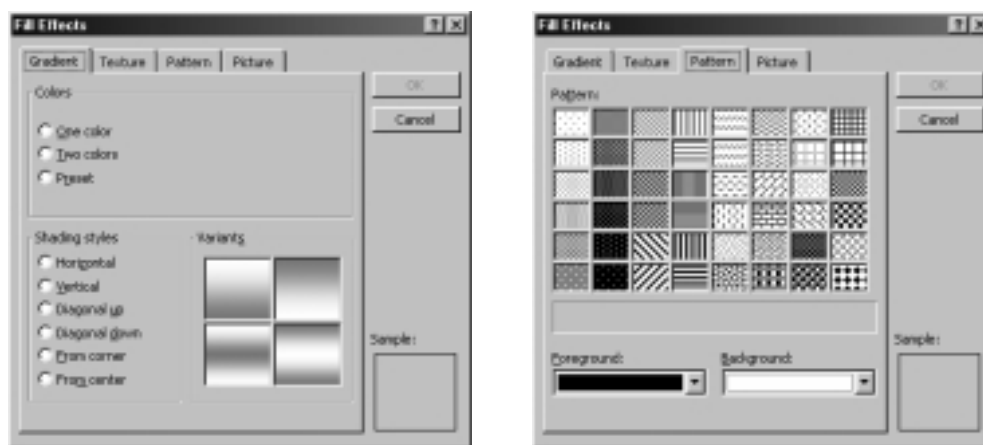 Fill Effects
Gradient Texture Pattern Picture
Colors
One color
Two colors
Preset
OK
Cancel
Shading styles
Horizontal
Vertical
Diagonal up
Diagonal down
From corner
From center
Variants
Sample:
Fill Effects
Gradient Texture Pattern Picture
Pattern:
OK
Cancel
Sample:
Foreground:
Background: